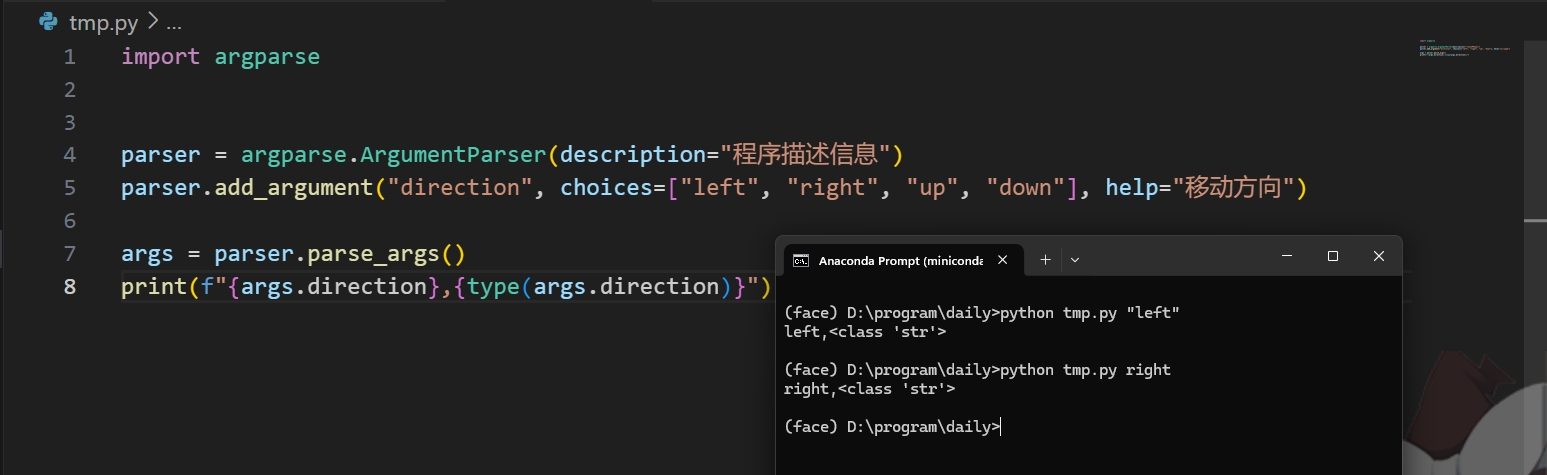 tmp.py > ...
1 import argparse
2
3
4 parser = argparse.ArgumentParser(description="程序描述信息")
5 parser.add_argument("direction", choices=["left", "right", "up", "down"], help="移动方向")
6
7 args = parser.parse_args()
8 print(f"{args.direction},{type(args.direction)}")
Anaconda Prompt (miniconda
(face) D:\program\daily>python tmp.py "left"
left,<class 'str'>
(face) D:\program\daily>python tmp.py right
right,<class 'str'>
(face) D:\program\daily>